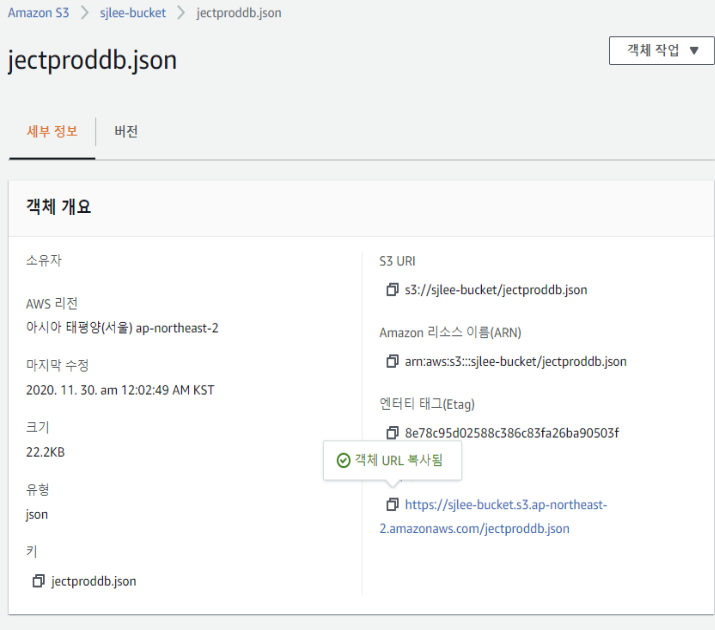 Amazon S3 > sjlee-bucket > jectproddb.json
jectproddb.json
객체 작업 ▼
세부 정보
버전
객체 개요
소유자
AWS 리전
아시아 태평양(서울) ap-northeast-2
마지막 수정
2020. 11. 30. am 12:02:49 AM KST
크기
22.2KB
유형
json
키
jectproddb.json
S3 URI
s3://sjlee-bucket/jectproddb.json
Amazon 리소스 이름(ARN)
arn:aws:s3:::sjlee-bucket/jectproddb.json
엔터티 태그(Etag)
8e78c95d02588c386c83fa26ba90503f
객체 URL 복사됨
https://sjlee-bucket.s3.ap-northeast-
2.amazonaws.com/jectproddb.json